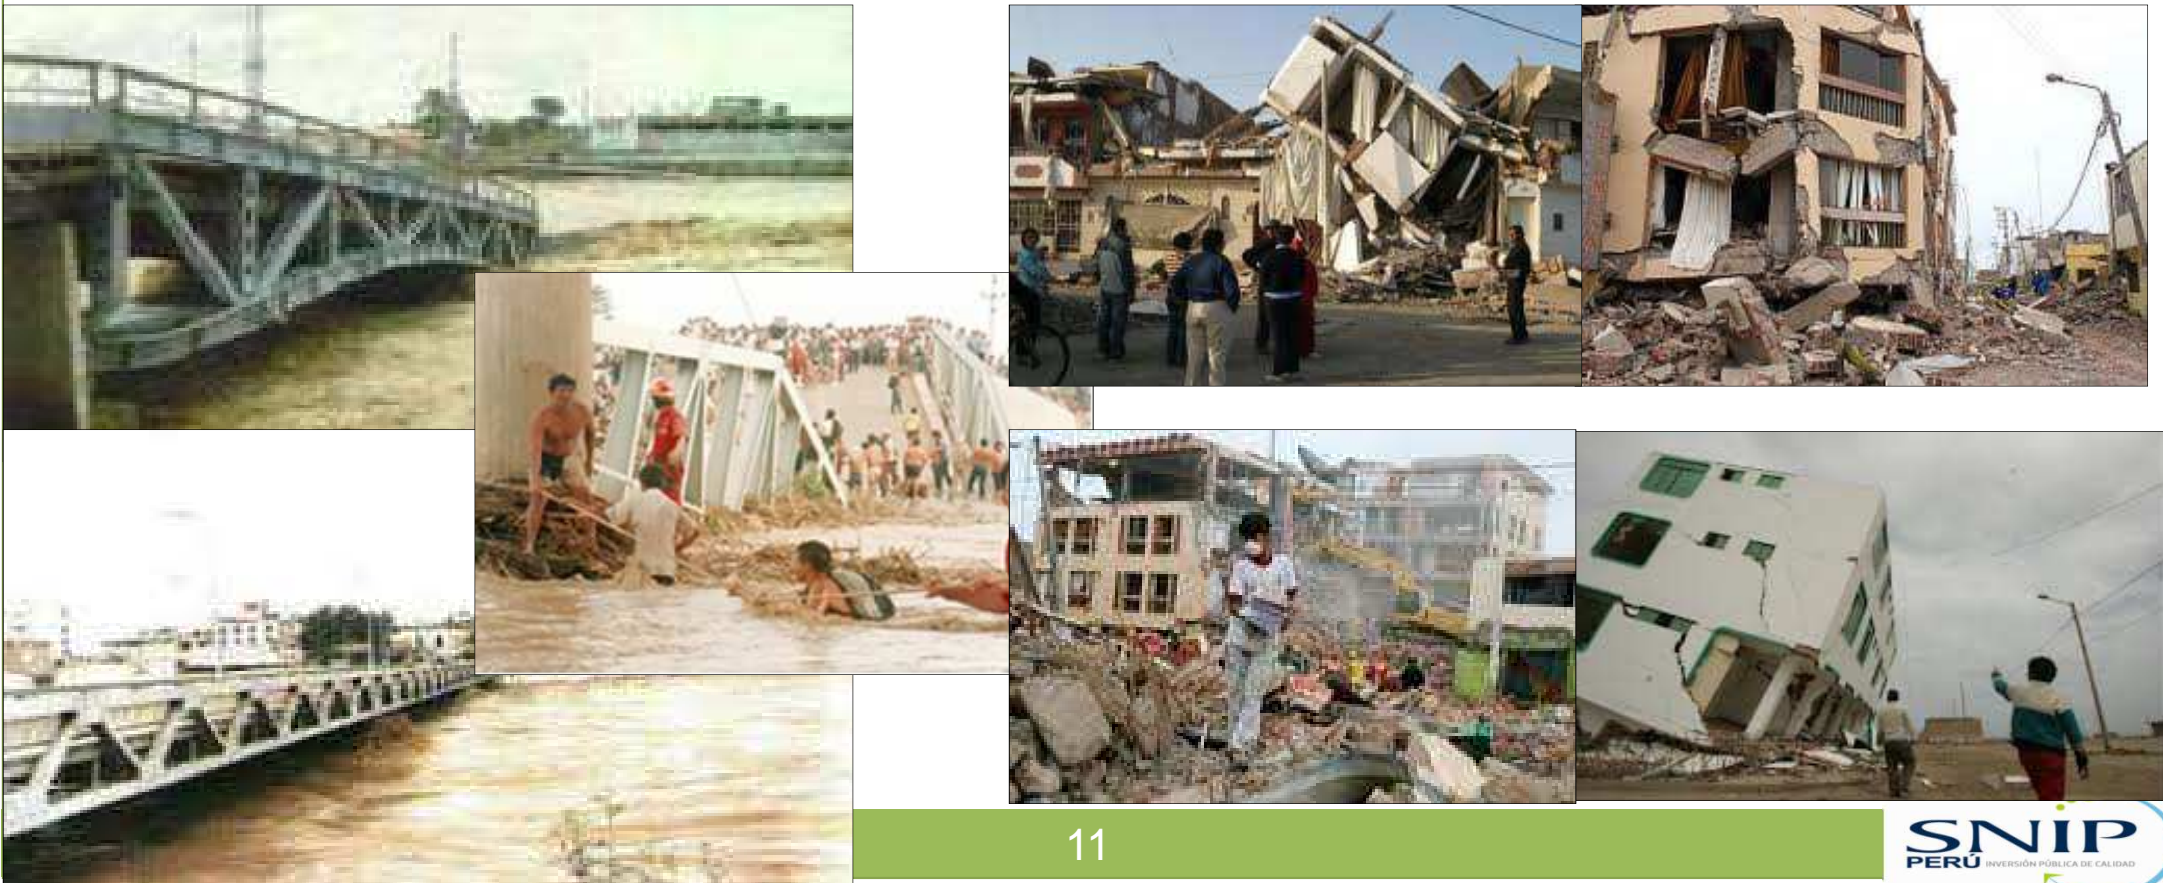 11
SNIP
PERÚ INVERSIÓN PÚBLICA DE CALIDAD